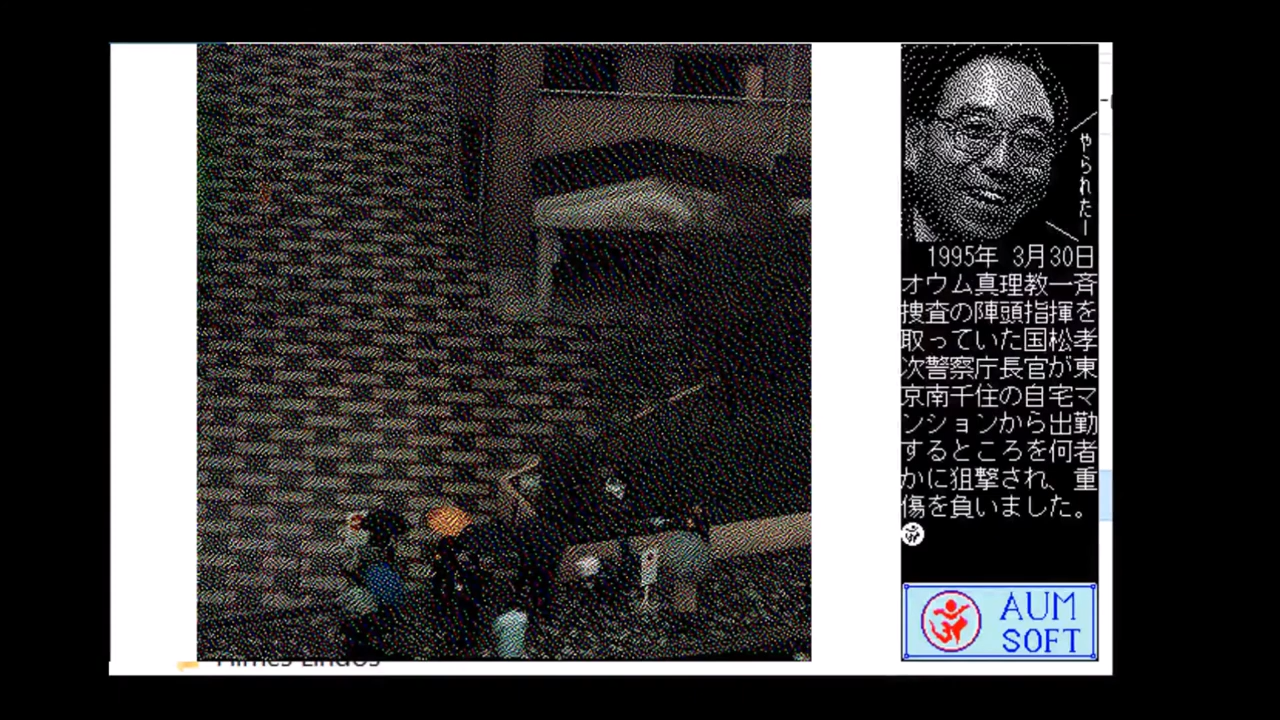 やられたー
1995年 3月30日
オウム真理教一斉
捜査の陣頭指揮を
取っていた国松孝
次警察庁長官が東
京南千住の自宅マ
ンションから出勤
するところを何者
かに狙撃され、重
傷を負いました。
AUM
SOFT